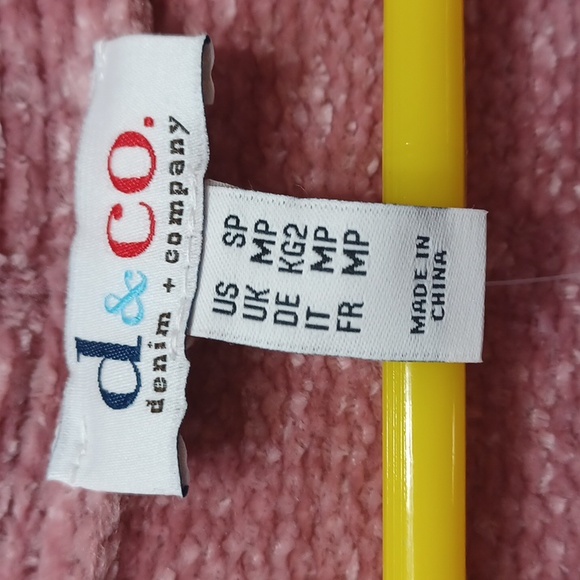 d & CO.
denim + company
US SP
UK MP
DE KG2
IT MP
FR MP
MADE IN
CHINA